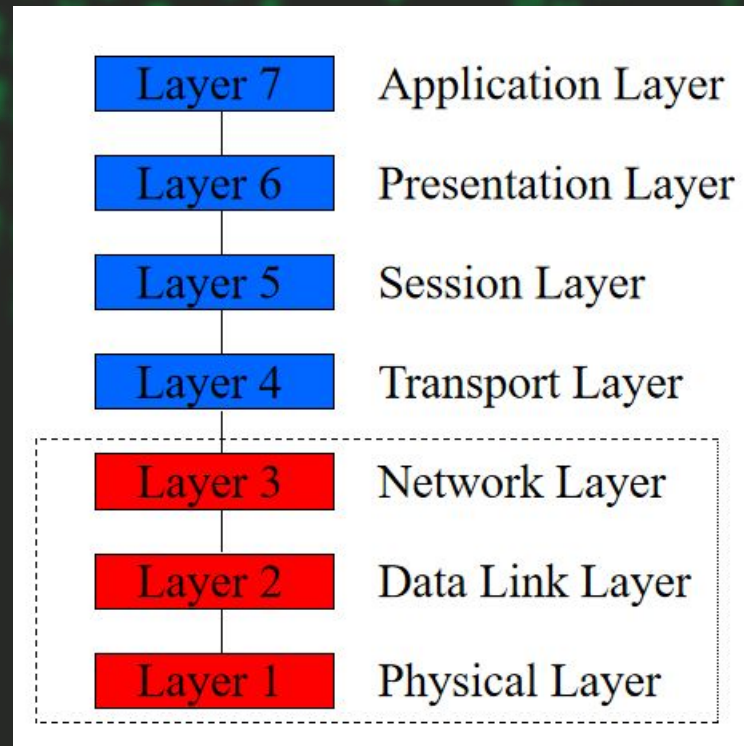 Layer 7 Application Layer
Layer 6 Presentation Layer
Layer 5 Session Layer
Layer 4 Transport Layer
Layer 3 Network Layer
Layer 2 Data Link Layer
Layer 1 Physical Layer